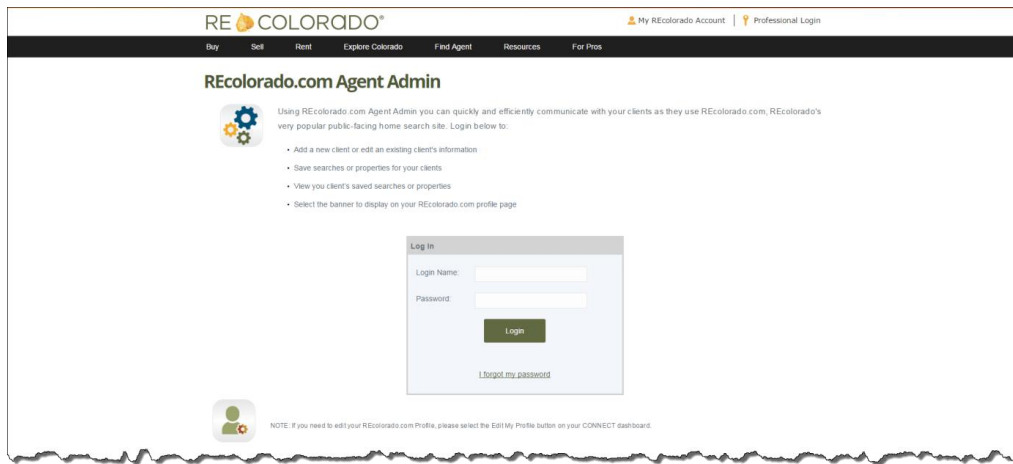 RE COLORADO®
My REcolorado Account | Professional Login
Buy Sell Rent Explore Colorado Find Agent Resources For Pros
REcolorado.com Agent Admin
Using REcolorado.com Agent Admin you can quickly and efficiently communicate with your clients as they use REcolorado.com, REcolorado's
very popular public-facing home search site. Login below to:
• Add a new client or edit an existing client's information
• Save searches or properties for your clients
• View you client's saved searches or properties
• Select the banner to display on your REcolorado.com profile page
Log In
Login Name:
Password:
Login
I forgot my password
NOTE: If you need to edit your REcolorado.com Profile, please select the Edit My Profile button on your CONNECT dashboard.